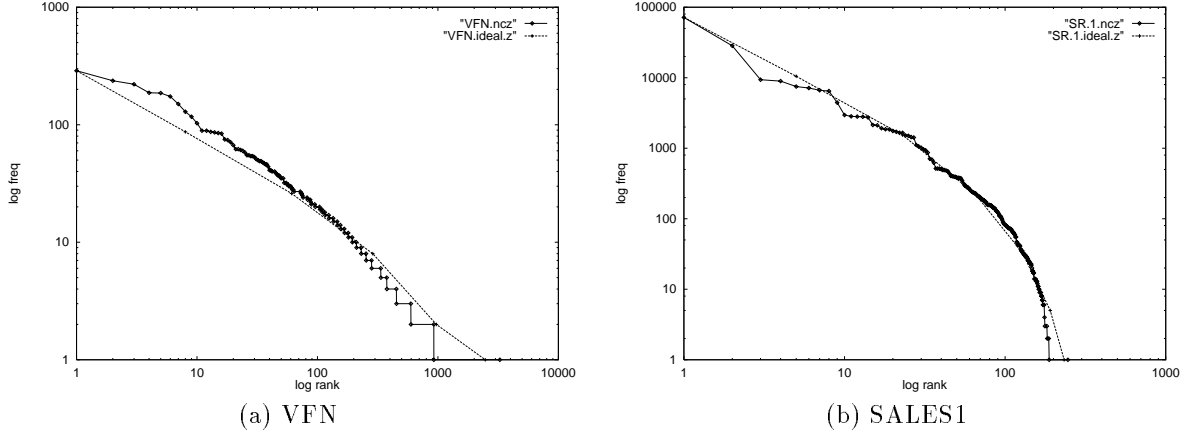 1000
100
10
1
log freq
1
10
100
1000
10000
log rank
"VFN.ncz"
"VFN.ideal.z"
(a) VFN
100000
10000
1000
100
10
1
log freq
1
10
100
1000
log rank
"SR.1.ncz"
"SR.1.ideal.z"
(b) SALES1